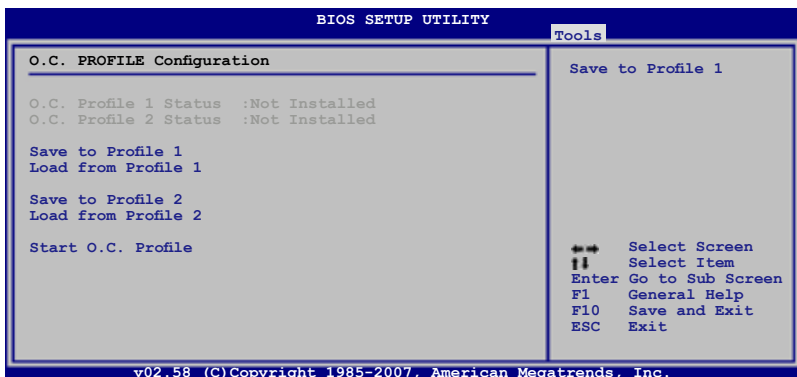 BIOS SETUP UTILITY
Tools
O.C. PROFILE Configuration
O.C. Profile 1 Status :Not Installed
O.C. Profile 2 Status :Not Installed
Save to Profile 1
Load from Profile 1
Save to Profile 2
Load from Profile 2
Start O.C. Profile
Save to Profile 1
Select Screen
Select Item
Enter Go to Sub Screen
F1 General Help
F10 Save and Exit
ESC Exit
v02.58 (C)Copyright 1985-2007, American Megatrends, Inc.